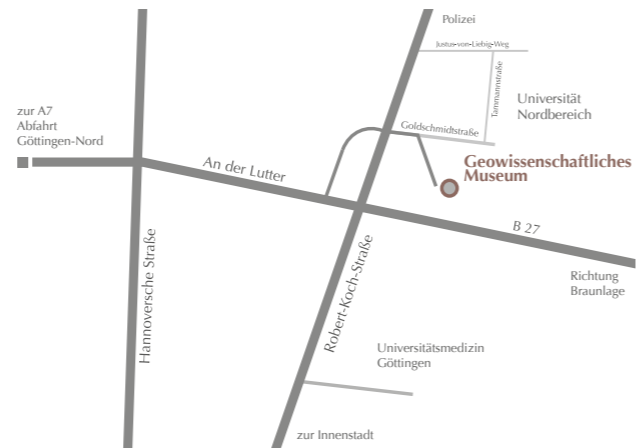 Polizei
Justus-von-Liebig-Weg
Tammannstraße
zur A7
Abfahrt
Göttingen-Nord
Universität
Nordbereich
Goldschmidtstraße
An der Lutter
Geowissenschaftliches
Museum
B 27
Hannoversche Straße
Robert-Koch-Straße
Richtung
Braunlage
Universitätsmedizin
Göttingen
zur Innenstadt